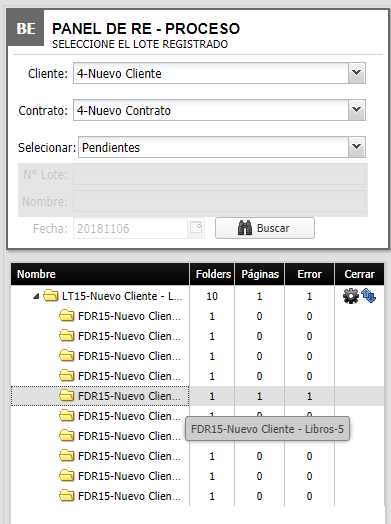 BE PANEL DE RE - PROCESO
SELECCIONE EL LOTE REGISTRADO
Cliente: 4-Nuevo Cliente
Contrato: 4-Nuevo Contrato
Selecionar: Pendientes
N° Lote:
Nombre:
Fecha: 20181106 Buscar
Nombre Folders Páginas Error Cerrar
LT15-Nuevo Cliente - L... 10 1 1
FDR15-Nuevo Clien... 1 0 0
FDR15-Nuevo Clien... 1 0 0
FDR15-Nuevo Clien... 1 0 0
FDR15-Nuevo Clien... 1 0 0
FDR15-Nuevo Clien... 1 1 1
FDR15-Nuevo Clien...
FDR15-Nuevo Cliente - Libros-5
FDR15-Nuevo Clien... 1 0 0
FDR15-Nuevo Clien... 1 0 0
FDR15-Nuevo Clien... 1 0 0
FDR15-Nuevo Clien... 1 0 0